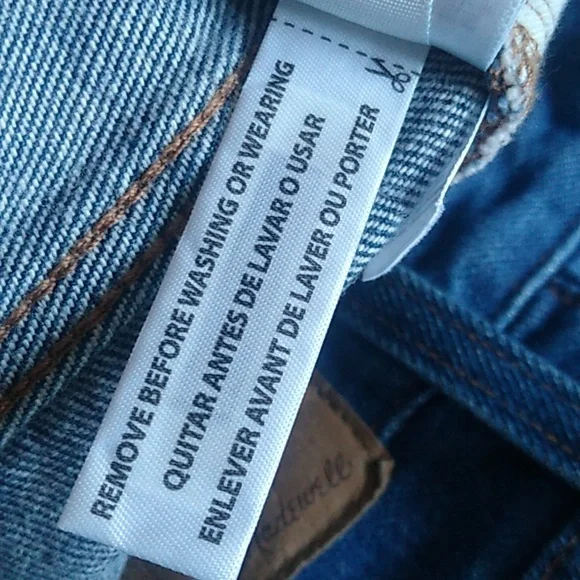 REMOVE BEFORE WASHING OR WEARING
QUITAR ANTES DE LAVAR O USAR
ENLEVER AVANT DE LAVER OU PORTER